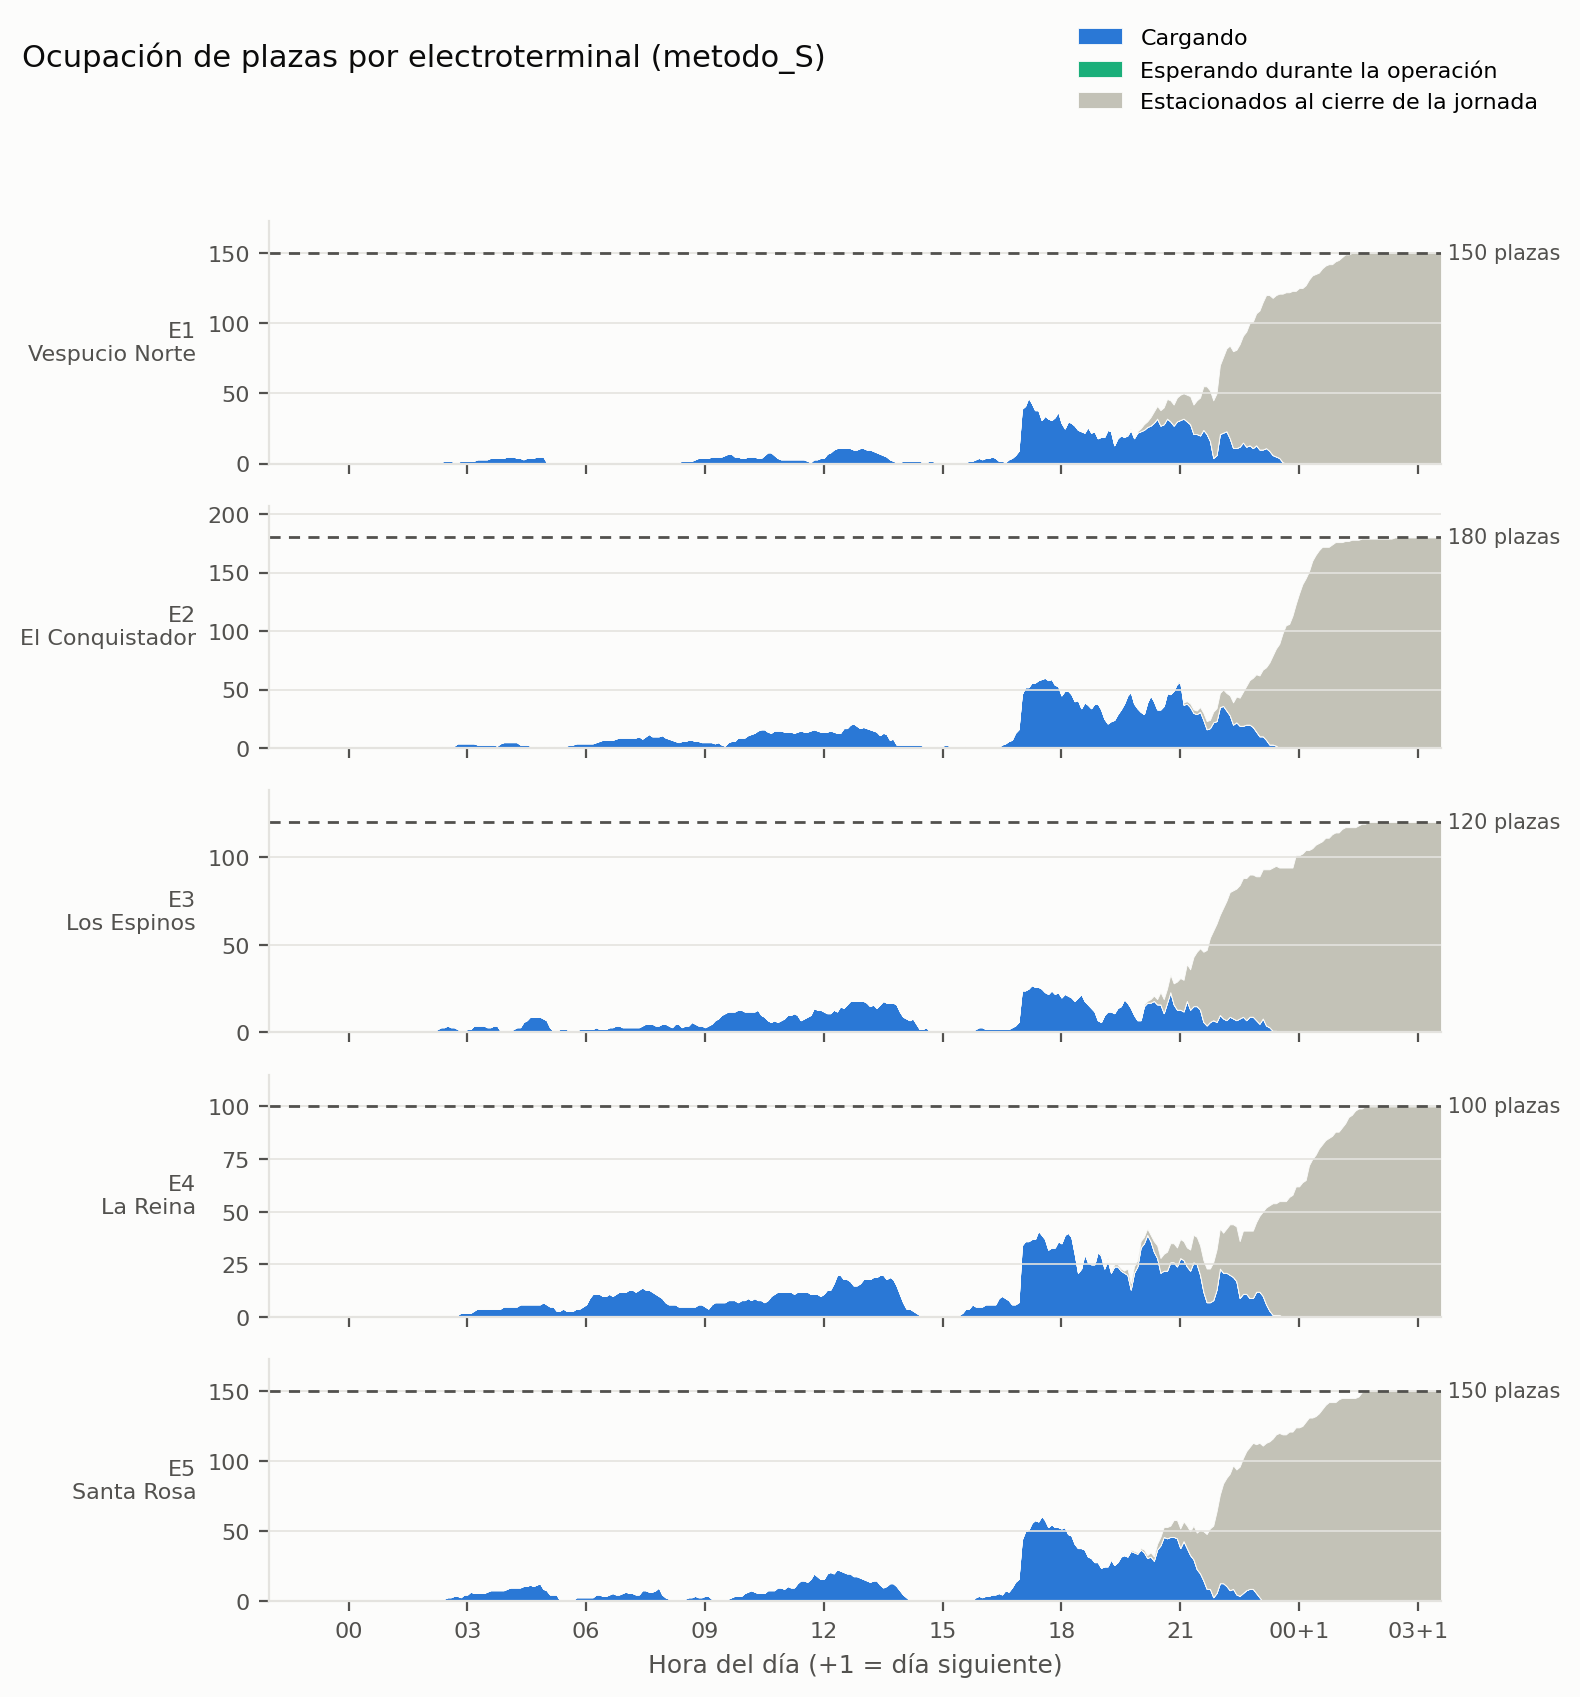 Ocupación de plazas por electroterminal (metodo_S)
Cargando
Esperando durante la operación
Estacionados al cierre de la jornada
150
100
50
0
E1
Vespucio Norte
150 plazas
200
150
100
50
0
E2
El Conquistador
180 plazas
100
50
0
E3
Los Espinos
120 plazas
100
75
50
25
0
E4
La Reina
100 plazas
150
100
50
0
E5
Santa Rosa
150 plazas
00 03 06 09 12 15 18 21 00+1 03+1
Hora del día (+1 = día siguiente)